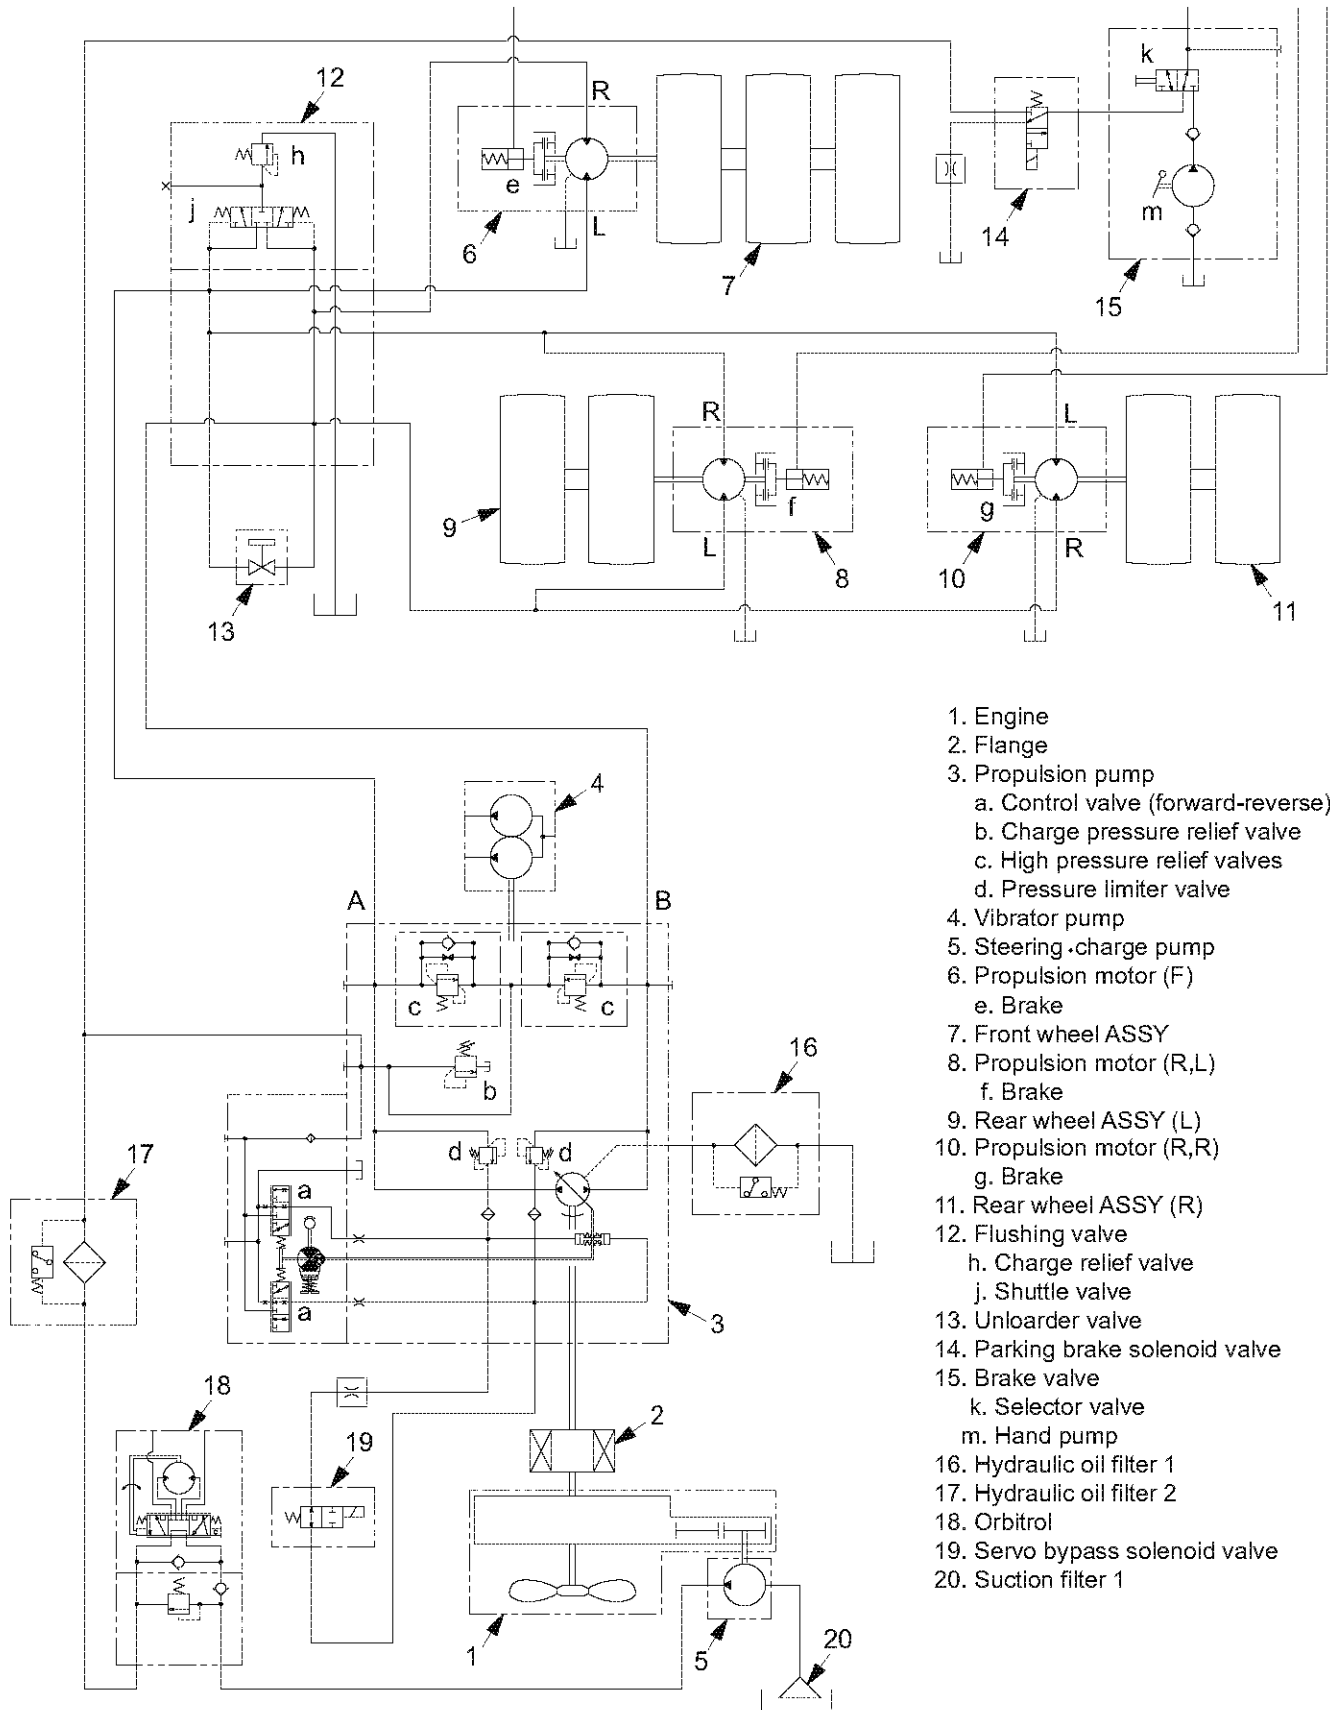 k
12
R
h
e
m
j
14
L
6
7
15
R
L
f
g
9
L
R
8
10
13
11
1. Engine
2. Flange
3. Propulsion pump
a. Control valve (forward-reverse)
b. Charge pressure relief valve
c. High pressure relief valves
d. Pressure limiter valve
4. Vibrator pump
5. Steering·charge pump
6. Propulsion motor (F)
e. Brake
7. Front wheel ASSY
8. Propulsion motor (R,L)
f. Brake
9. Rear wheel ASSY (L)
10. Propulsion motor (R,R)
g. Brake
11. Rear wheel ASSY (R)
12. Flushing valve
h. Charge relief valve
j. Shuttle valve
13. Unloarder valve
14. Parking brake solenoid valve
15. Brake valve
k. Selector valve
m. Hand pump
16. Hydraulic oil filter 1
17. Hydraulic oil filter 2
18. Orbitrol
19. Servo bypass solenoid valve
20. Suction filter 1
4
A
B
c
c
16
b
17
d
d
a
a
3
18
2
19
1
5
20